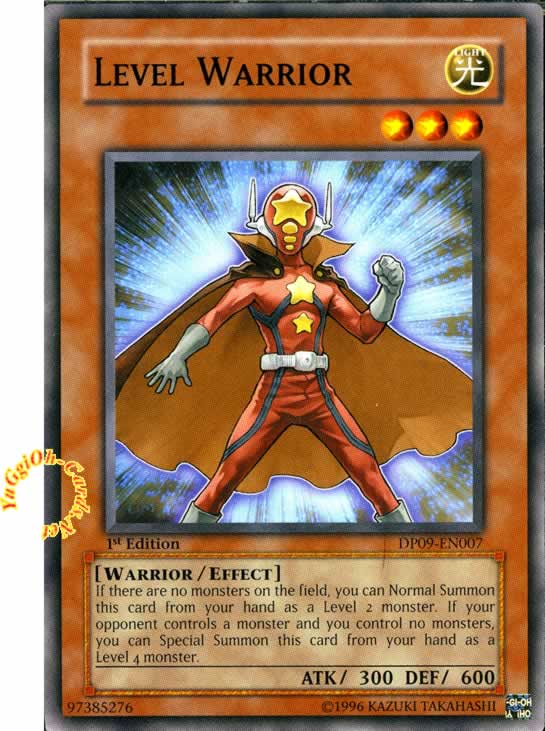 LEVEL WARRIOR
LIGHT
光
1st Edition
DP09-EN007
[WARRIOR/EFFECT]
If there are no monsters on the field, you can Normal Summon
this card from your hand as a Level 2 monster. If your
opponent controls a monster and you control no monsters,
you can Special Summon this card from your hand as a
Level 4 monster.
ATK/ 300 DEF/ 600
97385276
©1996 KAZUKI TAKAHASHI
YuGgiOh-Cards.Net